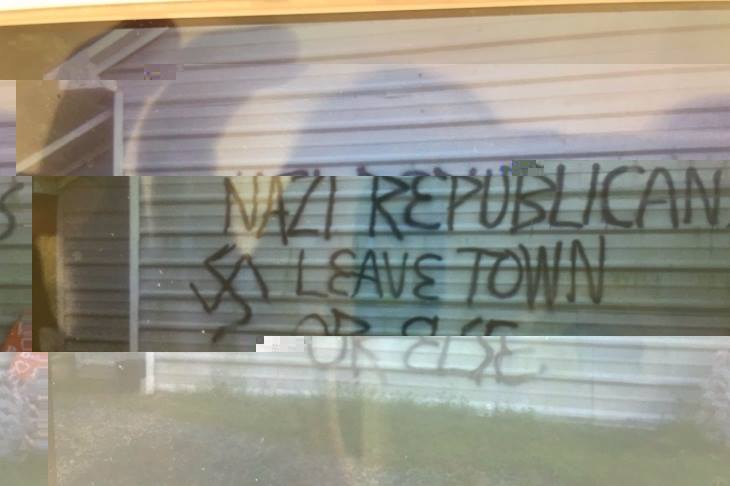 NAZI REPUBLICAN
LEAVE TOWN
OR ELSE